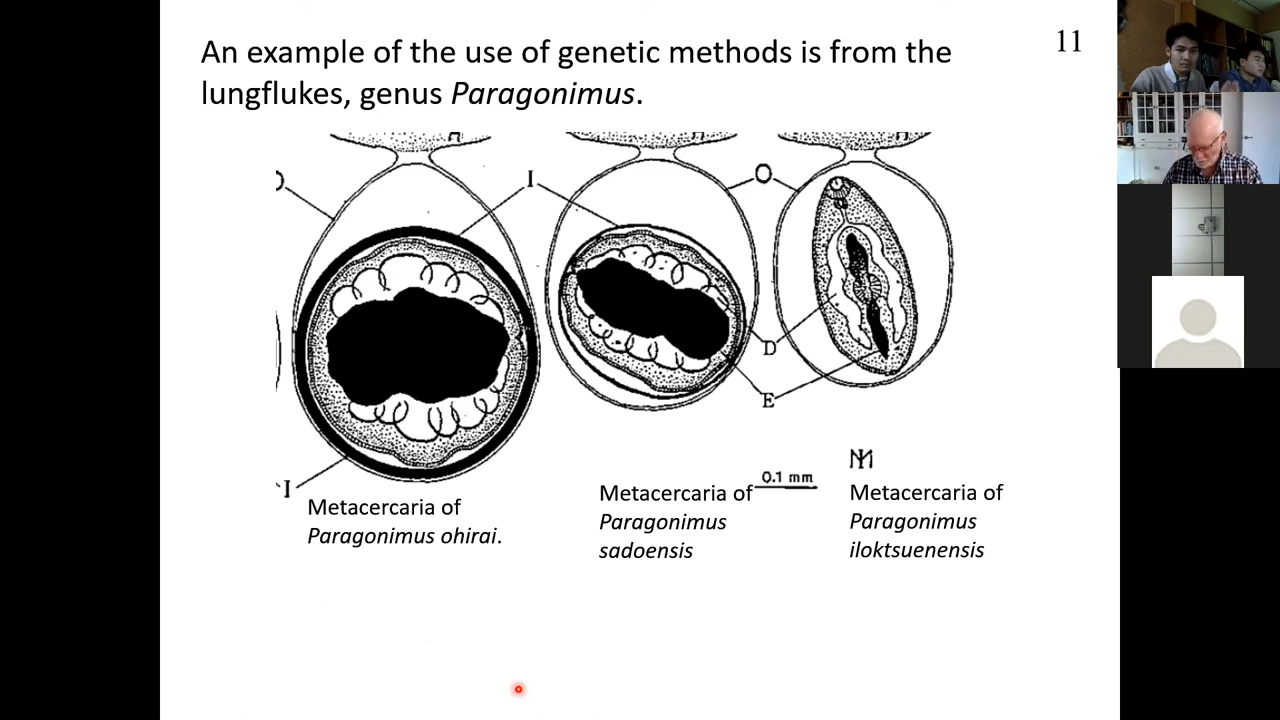 An example of the use of genetic methods is from the
lungflukes, genus Paragonimus.
11
I
O
D
E
I
0.1 mm
Metacercaria of
Paragonimus ohirai.
Metacercaria of
Paragonimus
sadoensis
Metacercaria of
Paragonimus
iloktsuenensis